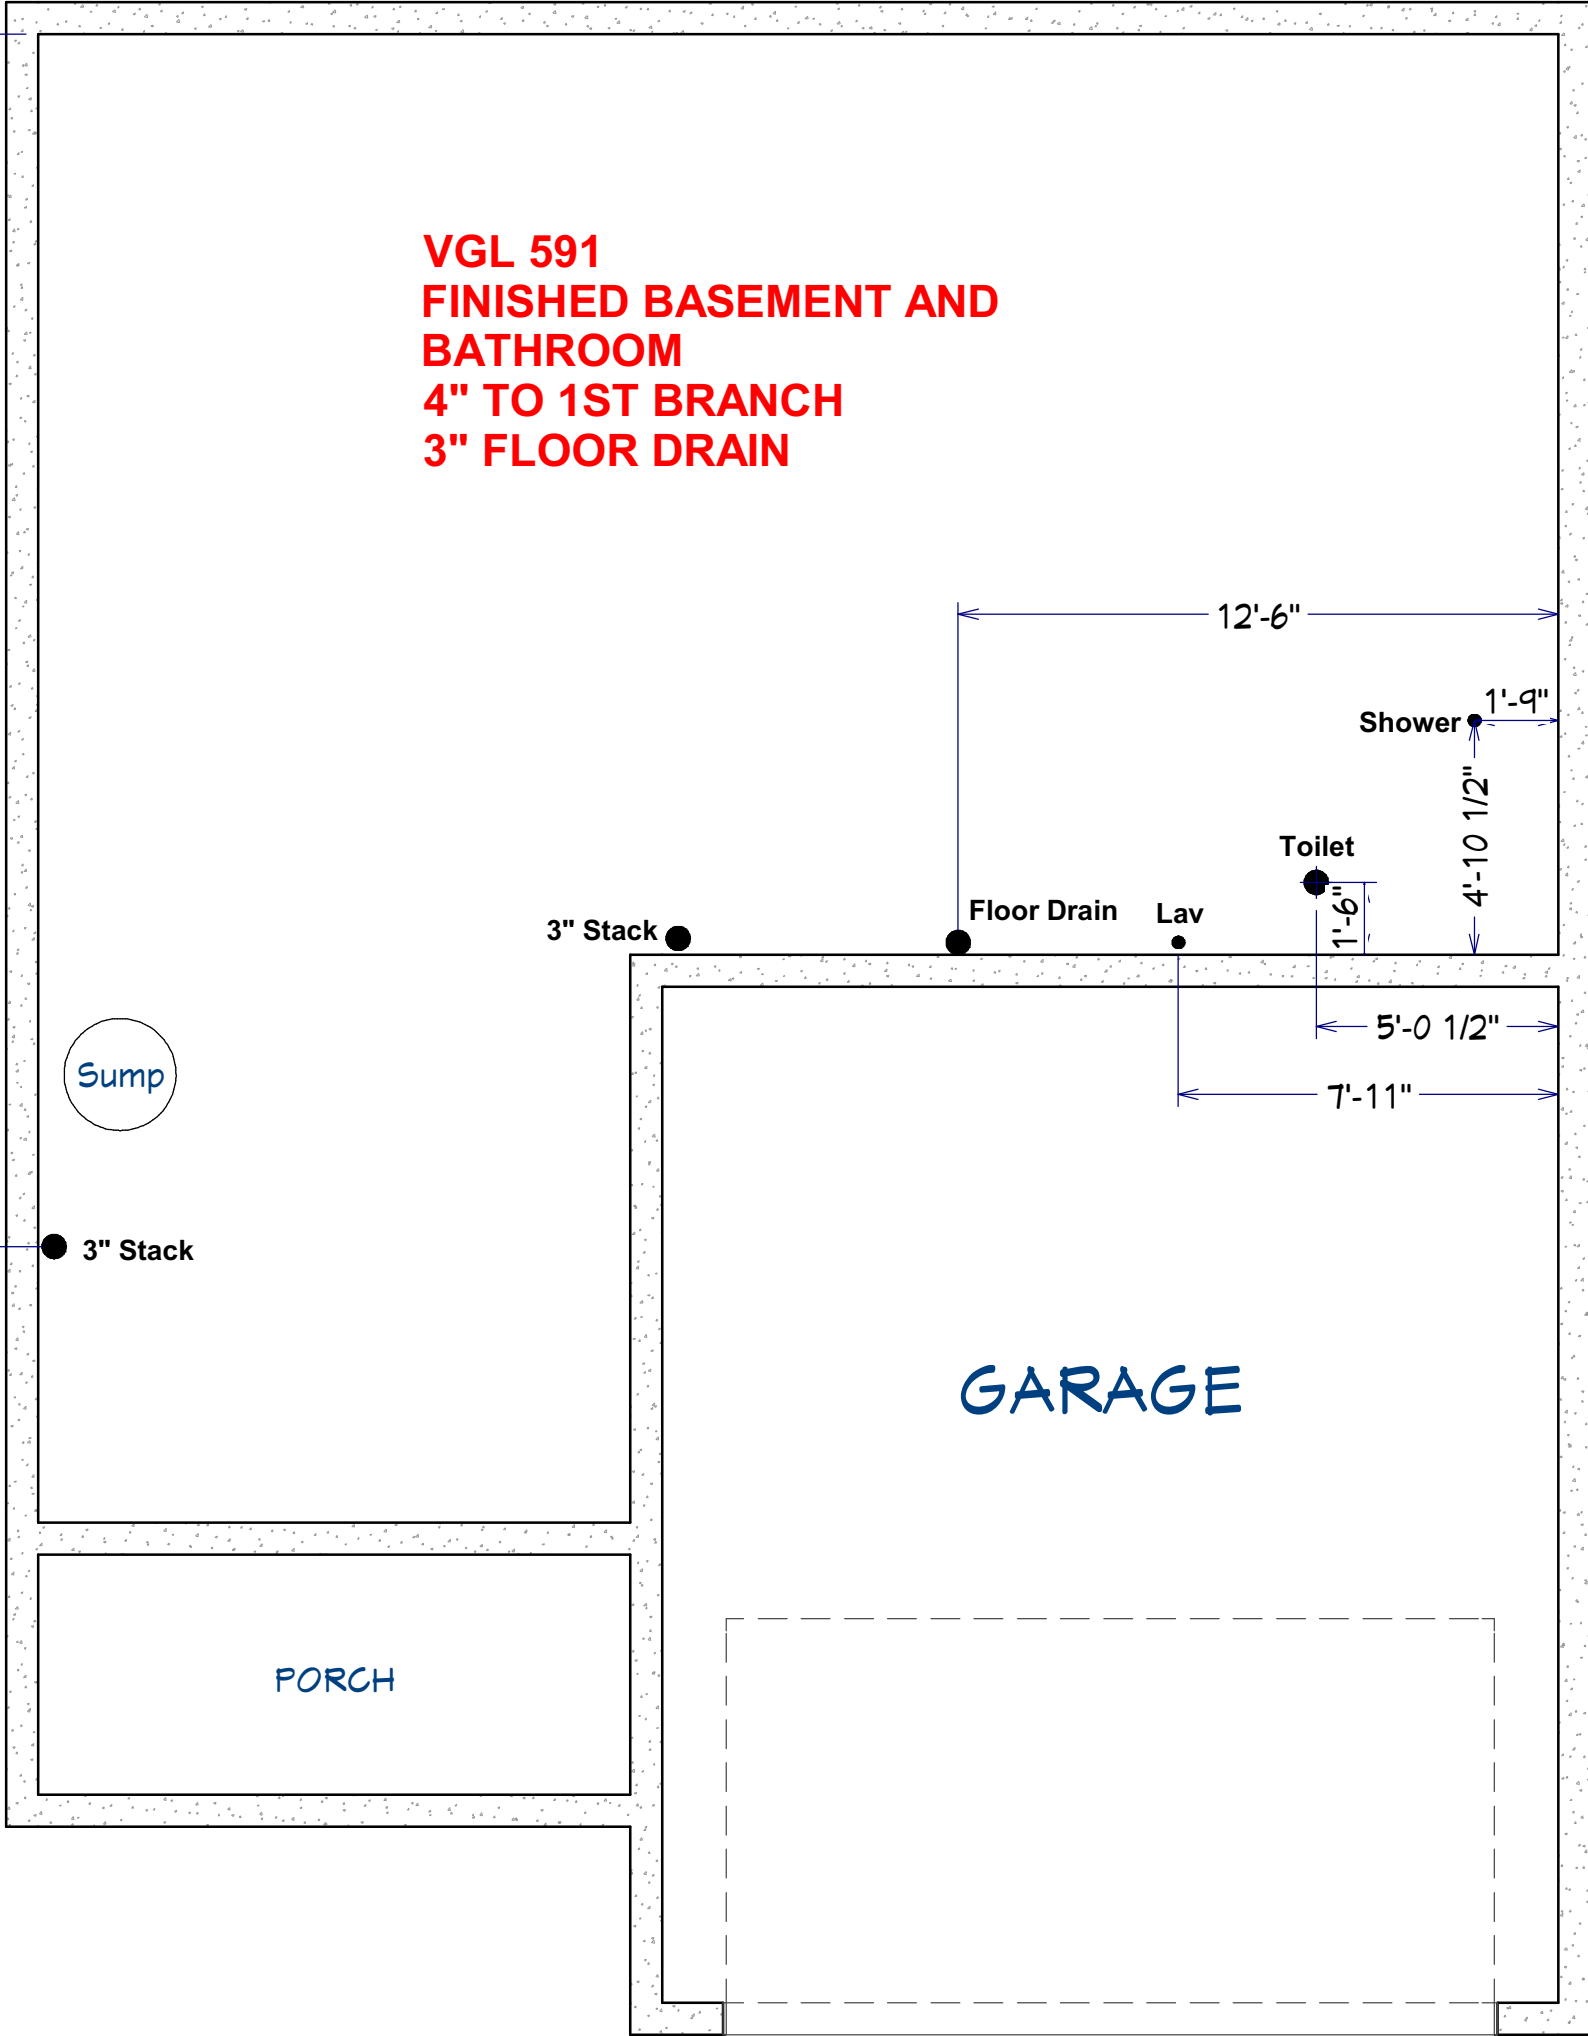 VGL 591
FINISHED BASEMENT AND
BATHROOM
4" TO 1ST BRANCH
3" FLOOR DRAIN
12'-6"
1'-9"
Shower
4'-10 1/2"
Toilet
1'-6"
Floor Drain
Lav
3" Stack
5'-0 1/2"
Sump
7'-11"
3" Stack
GARAGE
PORCH